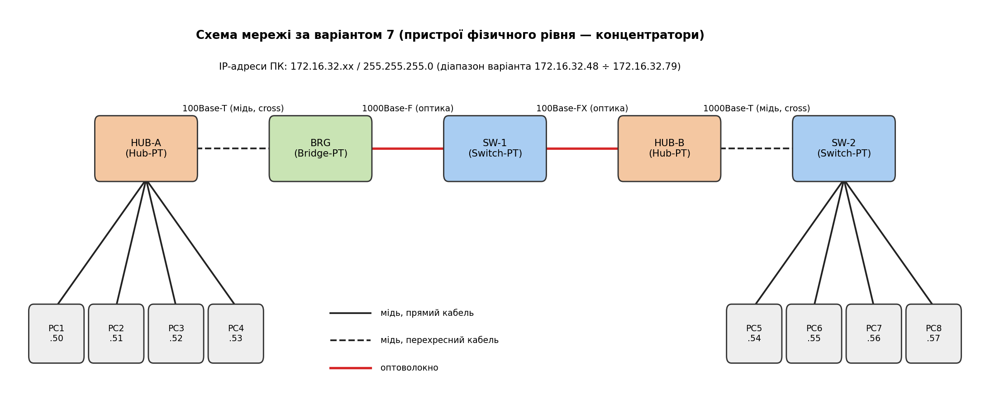 Схема мережі за варіантом 7 (пристрої фізичного рівня — концентратори)
IP-адреси ПК: 172.16.32.xx / 255.255.255.0 (діапазон варіанта 172.16.32.48 ÷ 172.16.32.79)
100Base-T (мідь, cross)
1000Base-F (оптика)
100Base-FX (оптика)
1000Base-T (мідь, cross)
HUB-A
(Hub-PT)
BRG
(Bridge-PT)
SW-1
(Switch-PT)
HUB-B
(Hub-PT)
SW-2
(Switch-PT)
PC1
.50
PC2
.51
PC3
.52
PC4
.53
мідь, прямий кабель
мідь, перехресний кабель
оптоволокно
PC5
.54
PC6
.55
PC7
.56
PC8
.57